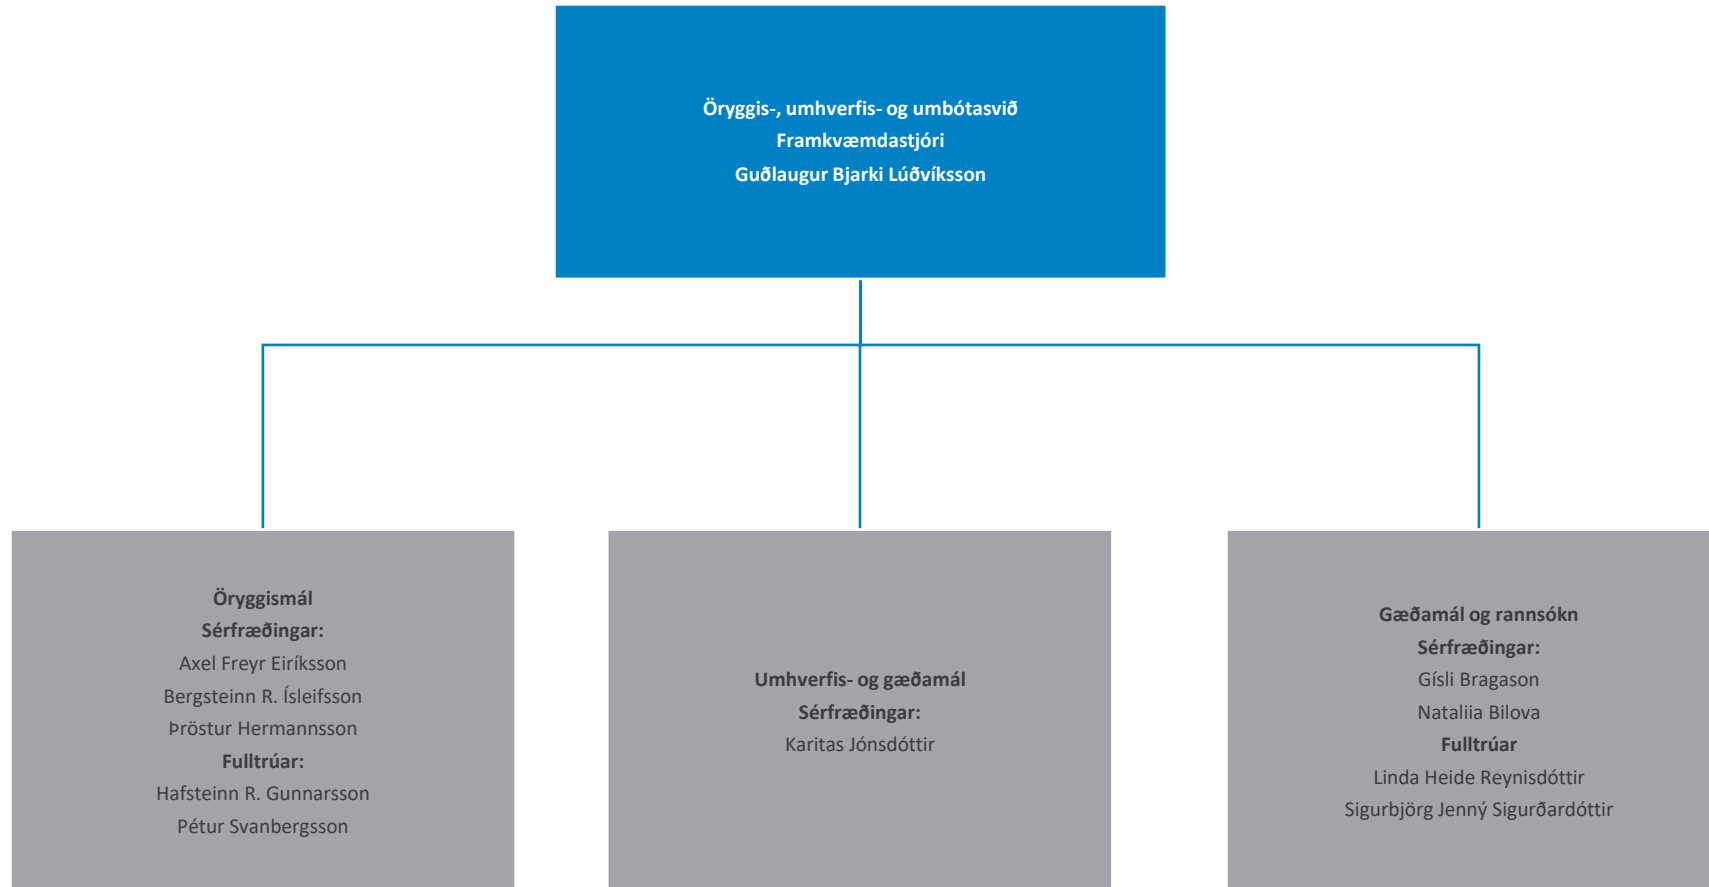 Öryggis-, umhverfis- og umbótasvið
Framkvæmdastjóri
Guðlaugur Bjarki Lúðvíksson
Öryggismál
Sérfræðingar:
Axel Freyr Eiríksson
Bergsteinn R. Ísleifsson
Þröstur Hermannsson
Fulltrúar:
Hafsteinn R. Gunnarsson
Pétur Svanbergsson
Umhverfis- og gæðamál
Sérfræðingar:
Karitas Jónsdóttir
Gæðamál og rannsókn
Sérfræðingar:
Gísli Bragason
Nataliia Bilova
Fulltrúar
Linda Heide Reynisdóttir
Sigurbjörg Jenný Sigurðardóttir